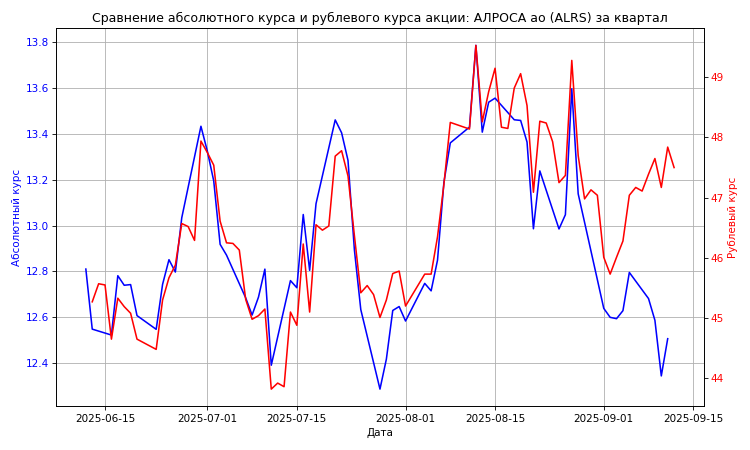 Сравнение абсолютного курса и рублевого курса акции: АЛРОСА ао (ALRS) за квартал
13.8
13.6
13.4
13.2
13.0
12.8
12.6
12.4
Абсолютный курс
49
48
47
46
45
44
Рублевый курс
2025-06-15 2025-07-01 2025-07-15 2025-08-01 2025-08-15 2025-09-01 2025-09-15
Дата